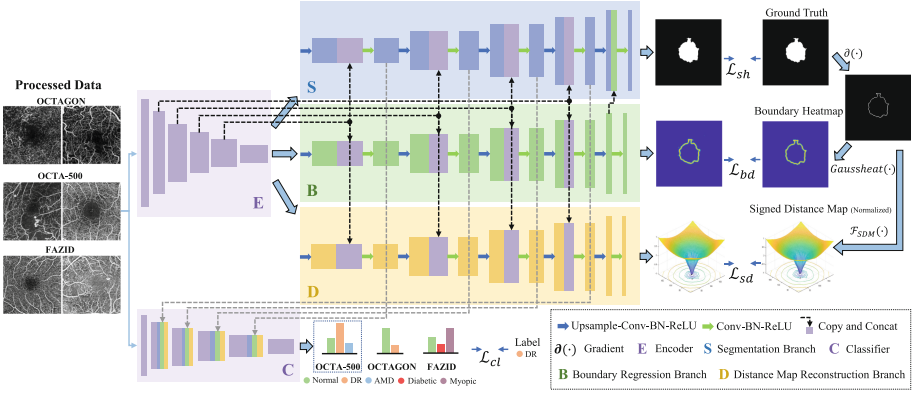 Processed Data
OCTAGON
OCTA-500
FAZID
E
S
B
D
C
Ground Truth
ℒsh
∂(·)
Boundary Heatmap
ℒbd
Gaussheat(·)
Signed Distance Map (Normalized)
ℱSDM(·)
ℒsd
OCTA-500 OCTAGON FAZID
Normal DR AMD Diabetic Myopic
ℒcl
Label
DR
Upsample-Conv-BN-ReLU Conv-BN-ReLU Copy and Concat
∂(·) Gradient E Encoder S Segmentation Branch C Classifier
B Boundary Regression Branch D Distance Map Reconstruction Branch